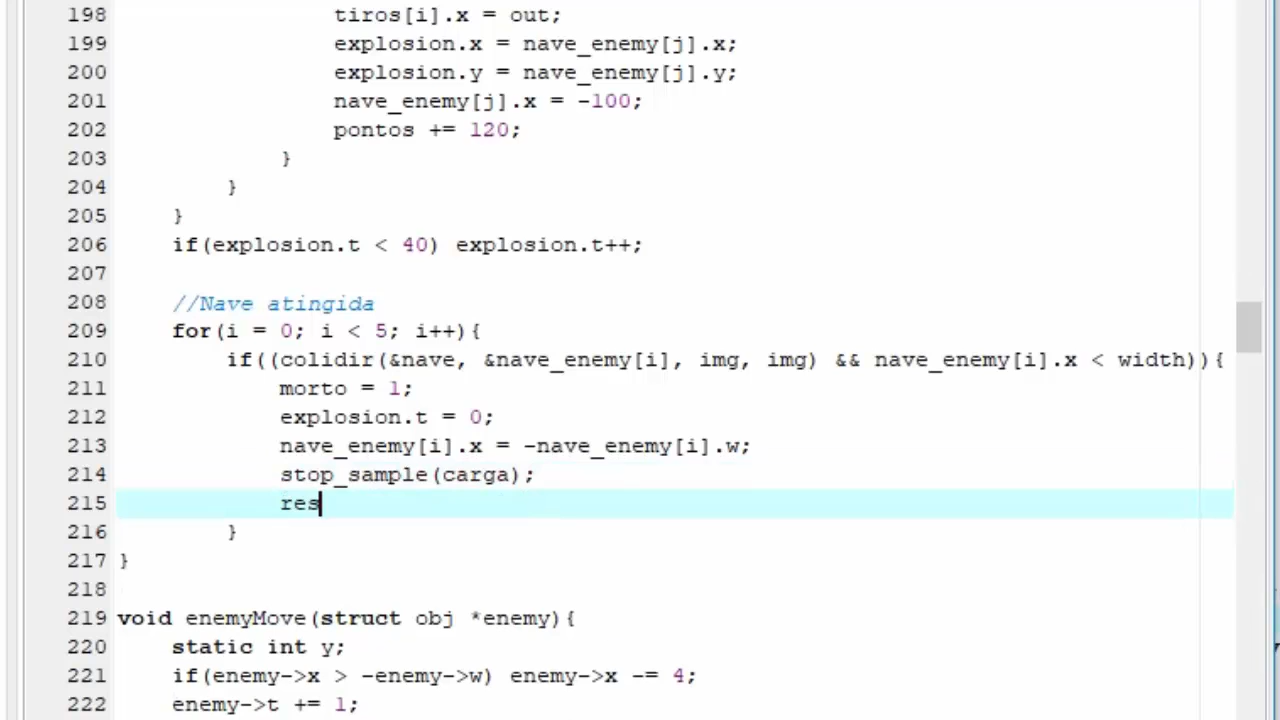 198 tiros[i].x = out;
199 explosion.x = nave_enemy[j].x;
200 explosion.y = nave_enemy[j].y;
201 nave_enemy[j].x = -100;
202 pontos += 120;
203 }
204 }
205 }
206 if(explosion.t < 40) explosion.t++;
207
208 //Nave atingida
209 for(i = 0; i < 5; i++){
210 if((colidir(&nave, &nave_enemy[i], img, img) && nave_enemy[i].x < width)){
211 morto = 1;
212 explosion.t = 0;
213 nave_enemy[i].x = -nave_enemy[i].w;
214 stop_sample(carga);
215 res
216 }
217 }
218
219 void enemyMove(struct obj *enemy){
220 static int y;
221 if(enemy->x > -enemy->w) enemy->x -= 4;
222 enemy->t += 1;